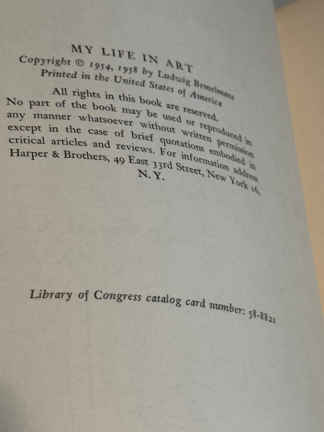 MY LIFE IN ART
Copyright © 1954, 1958 by Ludwig Bemelmans
Printed in the United States of America
All rights in this book are reserved.
No part of the book may be used or reproduced in
any manner whatsoever without written permission
except in the case of brief quotations embodied in
critical articles and reviews. For information address
Harper & Brothers, 49 East 33rd Street, New York 16,
N. Y.
Library of Congress catalog card number: 58-8821